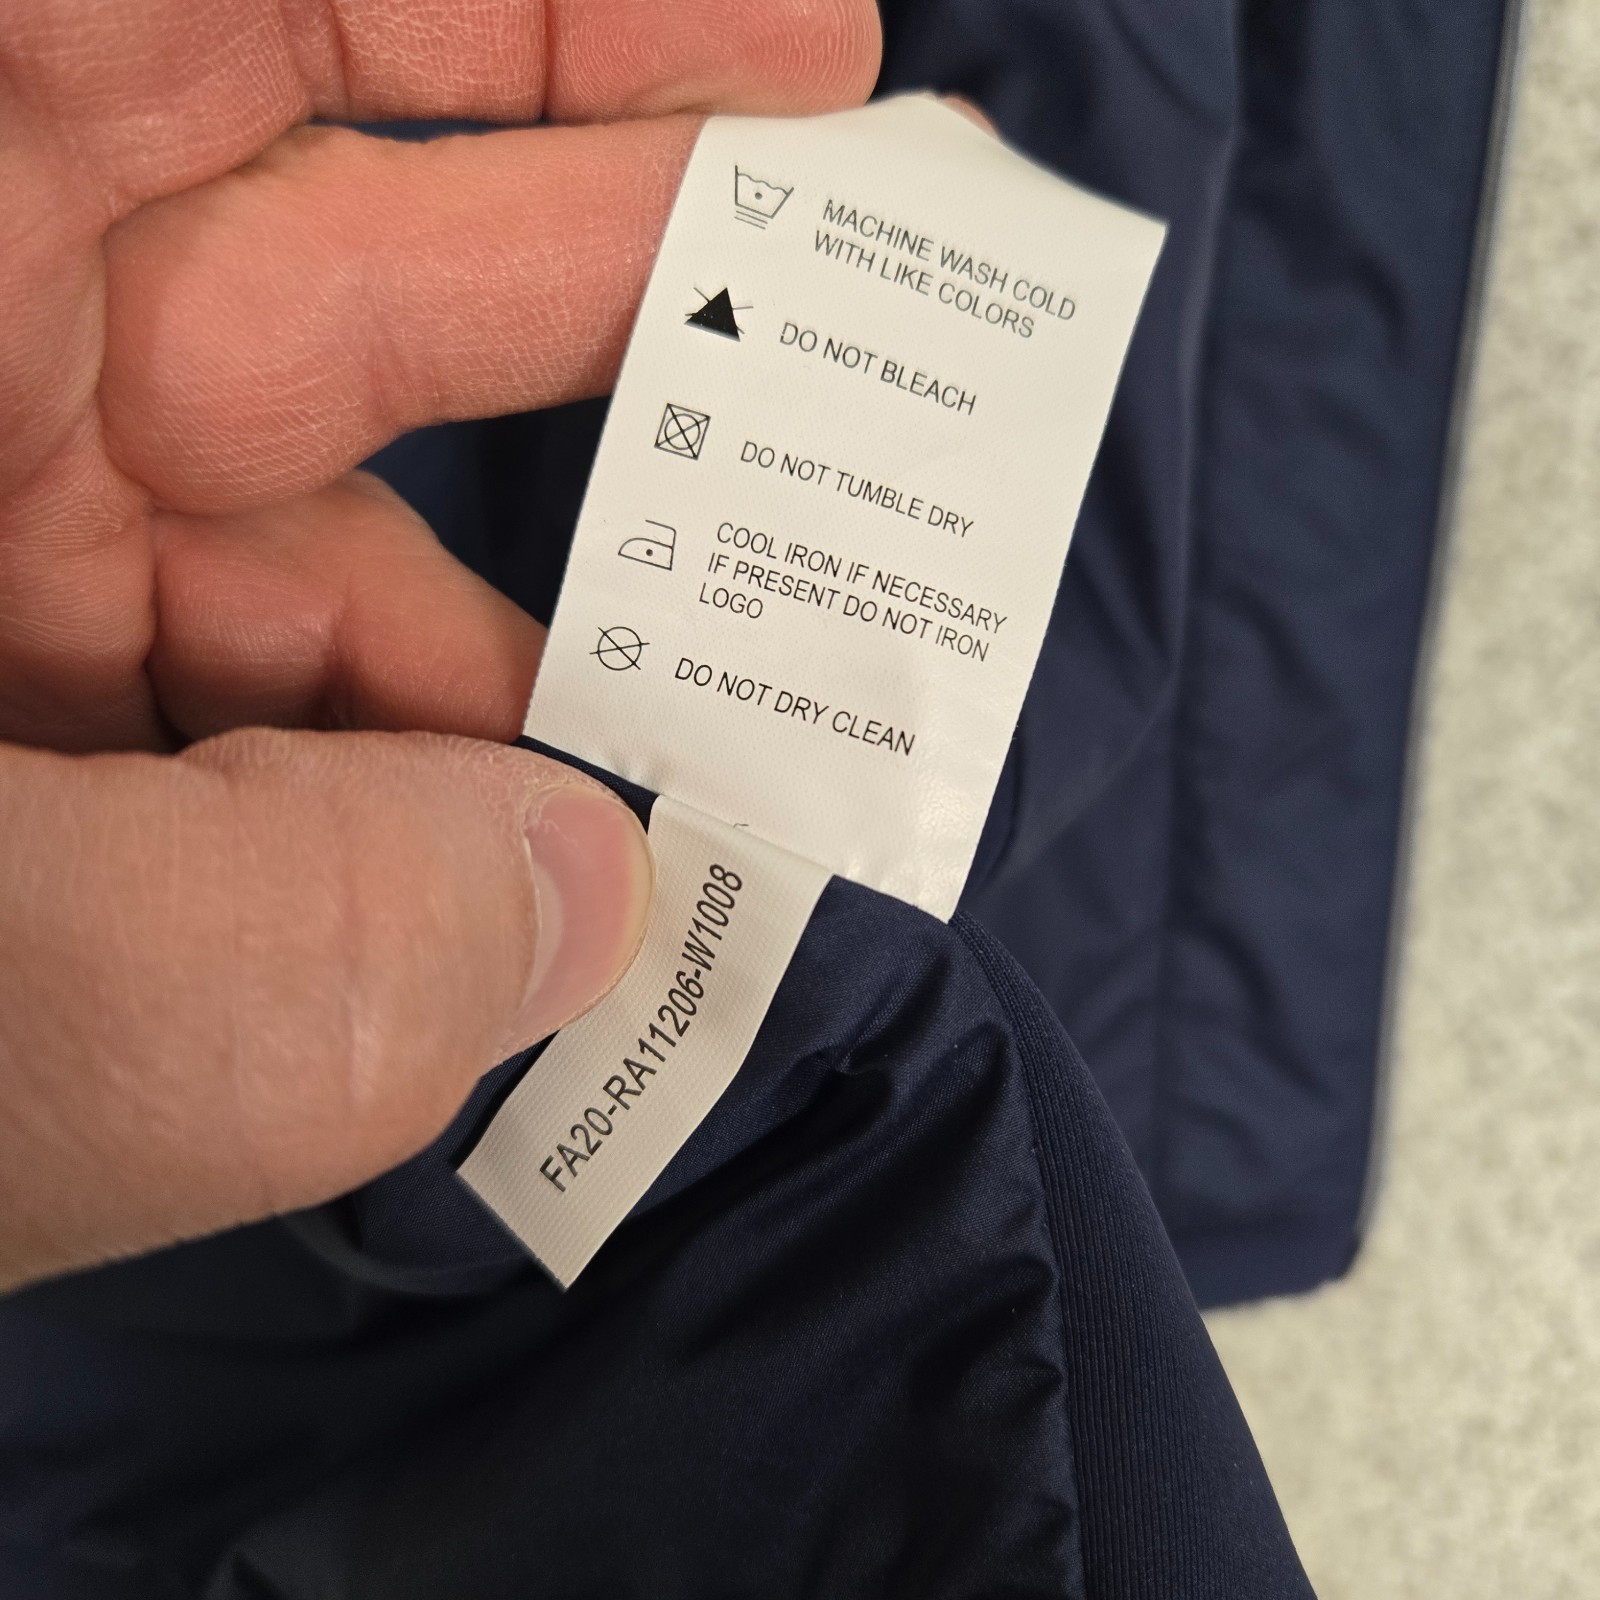 MACHINE WASH COLD
WITH LIKE COLORS
DO NOT BLEACH
DO NOT TUMBLE DRY
COOL IRON IF NECESSARY
IF PRESENT DO NOT IRON
LOGO
DO NOT DRY CLEAN
FA20-RA11206-W1008